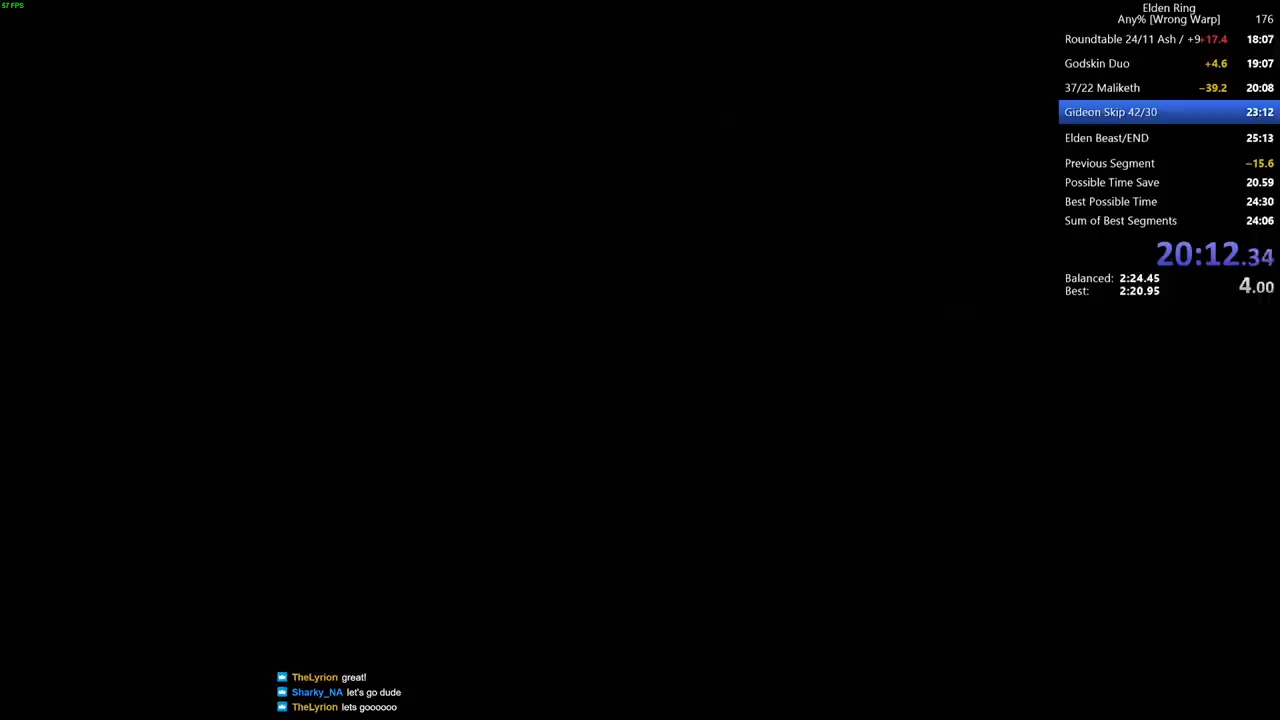 57 FPS
Elden Ring
Any% [Wrong Warp] 176
Roundtable 24/11 Ash / +9 +17.4 18:07
Godskin Duo +4.6 19:07
37/22 Maliketh −39.2 20:08
Gideon Skip 42/30 23:12
Elden Beast/END 25:13
Previous Segment −15.6
Possible Time Save 20.59
Best Possible Time 24:30
Sum of Best Segments 24:06
20:12.34
Balanced: 2:24.45
Best: 2:20.95
4.00
TheLyrion great!
Sharky_NA let's go dude
TheLyrion lets goooooo